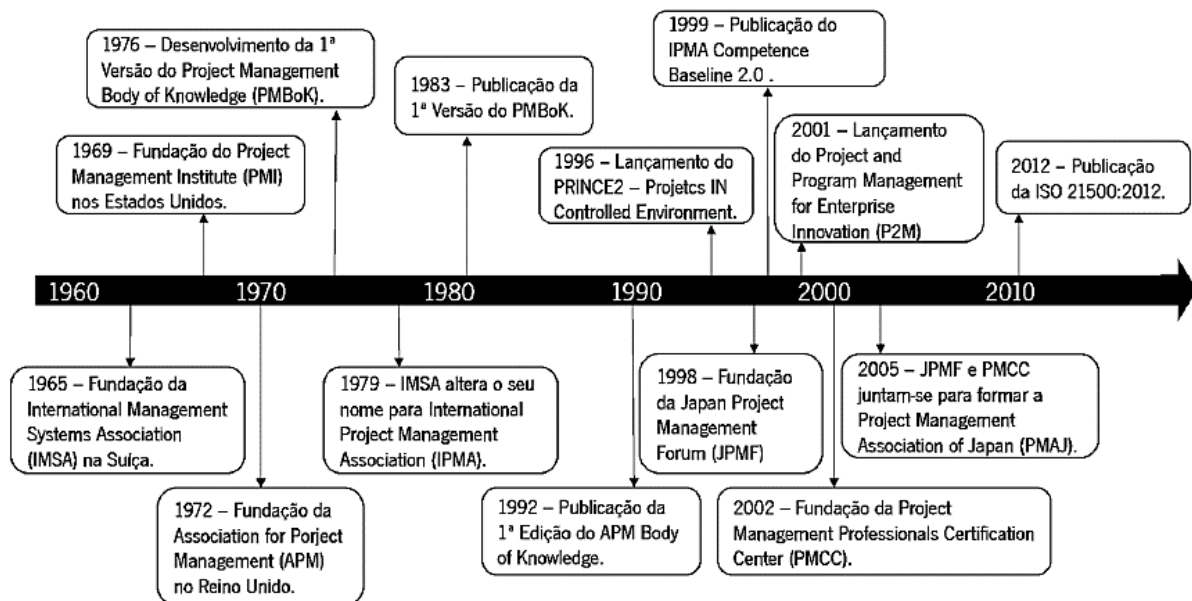 1976 – Desenvolvimento da 1ª
Versão do Project Management
Body of Knowledge (PMBoK).
1983 – Publicação da
1ª Versão do PMBoK.
1999 – Publicação do
IPMA Competence
Baseline 2.0 .
1969 – Fundação do Project
Management Institute (PMI)
nos Estados Unidos.
1996 – Lançamento do
PRINCE2 – Projetcs IN
Controlled Environment.
2001 – Lançamento
do Project and
Program Management
for Enterprise
Innovation (P2M)
2012 – Publicação
da ISO 21500:2012.
1960 1970 1980 1990 2000 2010
1965 – Fundação da
International Management
Systems Association
(IMSA) na Suíça.
1979 – IMSA altera o seu
nome para International
Project Management
Association (IPMA).
1998 – Fundação
da Japan Project
Management
Forum (JPMF)
2005 – JPMF e PMCC
juntam-se para formar a
Project Management
Association of Japan (PMAJ).
1972 – Fundação da
Association for Porject
Management (APM)
no Reino Unido.
1992 – Publicação da
1ª Edição do APM Body
of Knowledge.
2002 – Fundação da Project
Management Professionals Certification
Center (PMCC).